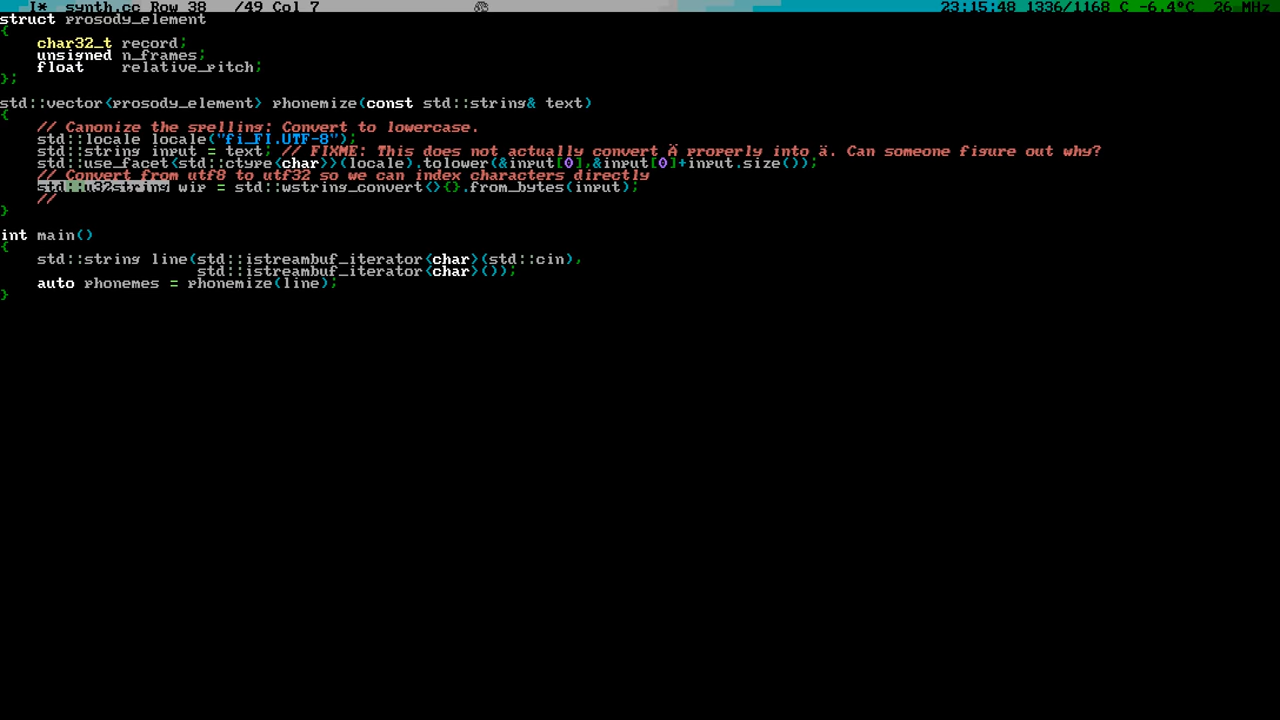 I* synth.cc Row 38 /49 Col 7 23:15:48 1336/1168 C -6.4°C 26 MHz
struct prosody_element
{
    char32_t record;
    unsigned n_frames;
    float    relative_pitch;
};
std::vector<prosody_element> phonemize(const std::string& text)
{
    // Canonize the spelling: Convert to lowercase.
    std::locale locale("fi_FI.UTF-8");
    std::string input = text; // FIXME: This does not actually convert Ä properly into ä. Can someone figure out why?
    std::use_facet<std::ctype<char>>(locale).tolower(&input[0],&input[0]+input.size());
    // Convert from utf8 to utf32 so we can index characters directly
    std::u32string wip = std::wstring_convert<>{}.from_bytes(input);
    //
}
int main()
{
    std::string line(std::istreambuf_iterator<char>(std::cin),
                     std::istreambuf_iterator<char>());
    auto phonemes = phonemize(line);
}